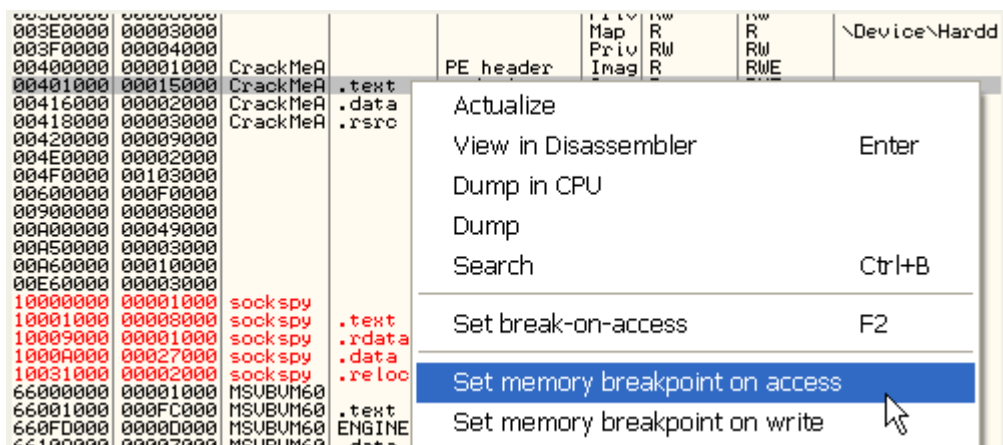 003E0000 00003000 Map R R \Device\Hardd
003F0000 00004000 Priv RW RW
00400000 00001000 CrackMeA PE header Imag R RWE
00401000 00015000 CrackMeA .text
00416000 00002000 CrackMeA .data
00418000 00003000 CrackMeA .rsrc
00420000 00009000
004E0000 00002000
004F0000 00103000
00600000 000F0000
00900000 00008000
00A00000 00049000
00A50000 00003000
00A60000 00010000
00E60000 00003000
10000000 00001000 sockspy
10001000 00008000 sockspy .text
10009000 00001000 sockspy .rdata
1000A000 00027000 sockspy .data
10031000 00002000 sockspy .reloc
66000000 00001000 MSVBVM60
66001000 000FC000 MSVBVM60 .text
660FD000 0000D000 MSVBVM60 ENGINE
Actualize
View in Disassembler Enter
Dump in CPU
Dump
Search Ctrl+B
Set break-on-access F2
Set memory breakpoint on access
Set memory breakpoint on write